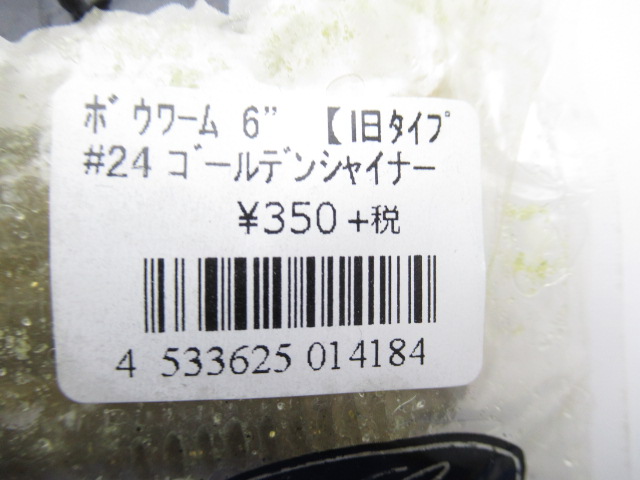 ボウワーム 6” 【旧タイプ
#24 ゴールデンシャイナー
¥350+税
4 533625 014184